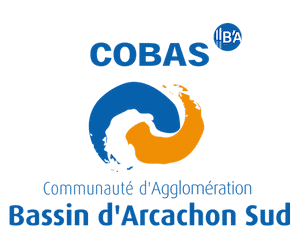 B'A
COBAS
Communauté d'Agglomération
Bassin d'Arcachon Sud